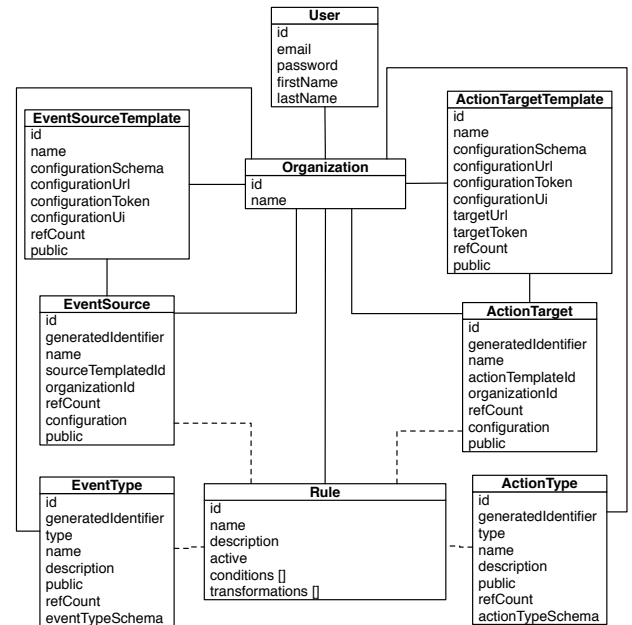 User
id
email
password
firstName
lastName
EventSourceTemplate
id
name
configurationSchema
configurationUrl
configurationToken
configurationUi
refCount
public
Organization
id
name
ActionTargetTemplate
id
name
configurationSchema
configurationUrl
configurationToken
configurationUi
targetUrl
targetToken
refCount
public
EventSource
id
generatedIdentifier
name
sourceTemplatedId
organizationId
refCount
configuration
public
ActionTarget
id
generatedIdentifier
name
actionTemplateId
organizationId
refCount
configuration
public
EventType
id
generatedIdentifier
type
name
description
public
refCount
eventTypeSchema
Rule
id
name
description
active
conditions []
transformations []
ActionType
id
generatedIdentifier
type
name
description
public
refCount
actionTypeSchema